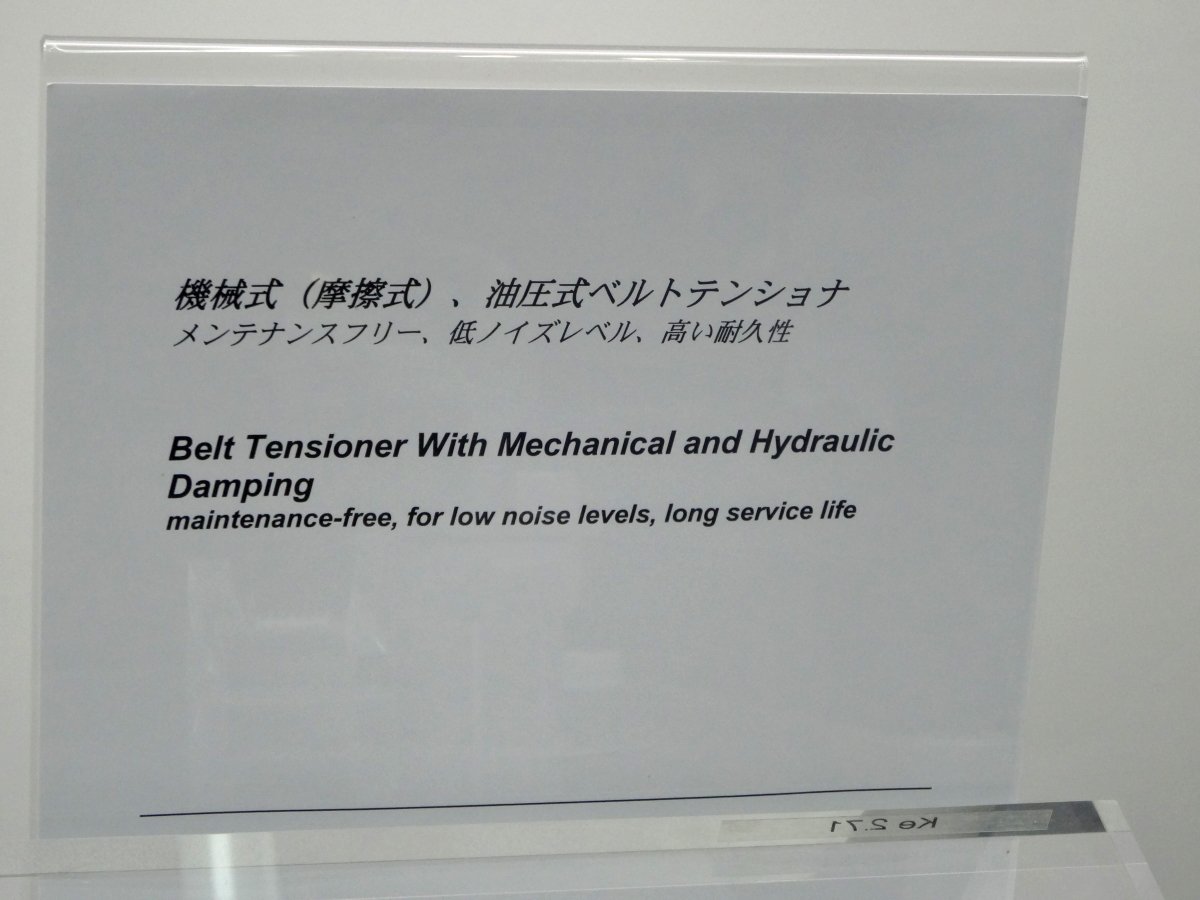 機械式（摩擦式）、油圧式ベルトテンショナ
メンテナンスフリー、低ノイズレベル、高い耐久性
Belt Tensioner With Mechanical and Hydraulic
Damping
maintenance-free, for low noise levels, long service life
Ke 2.71